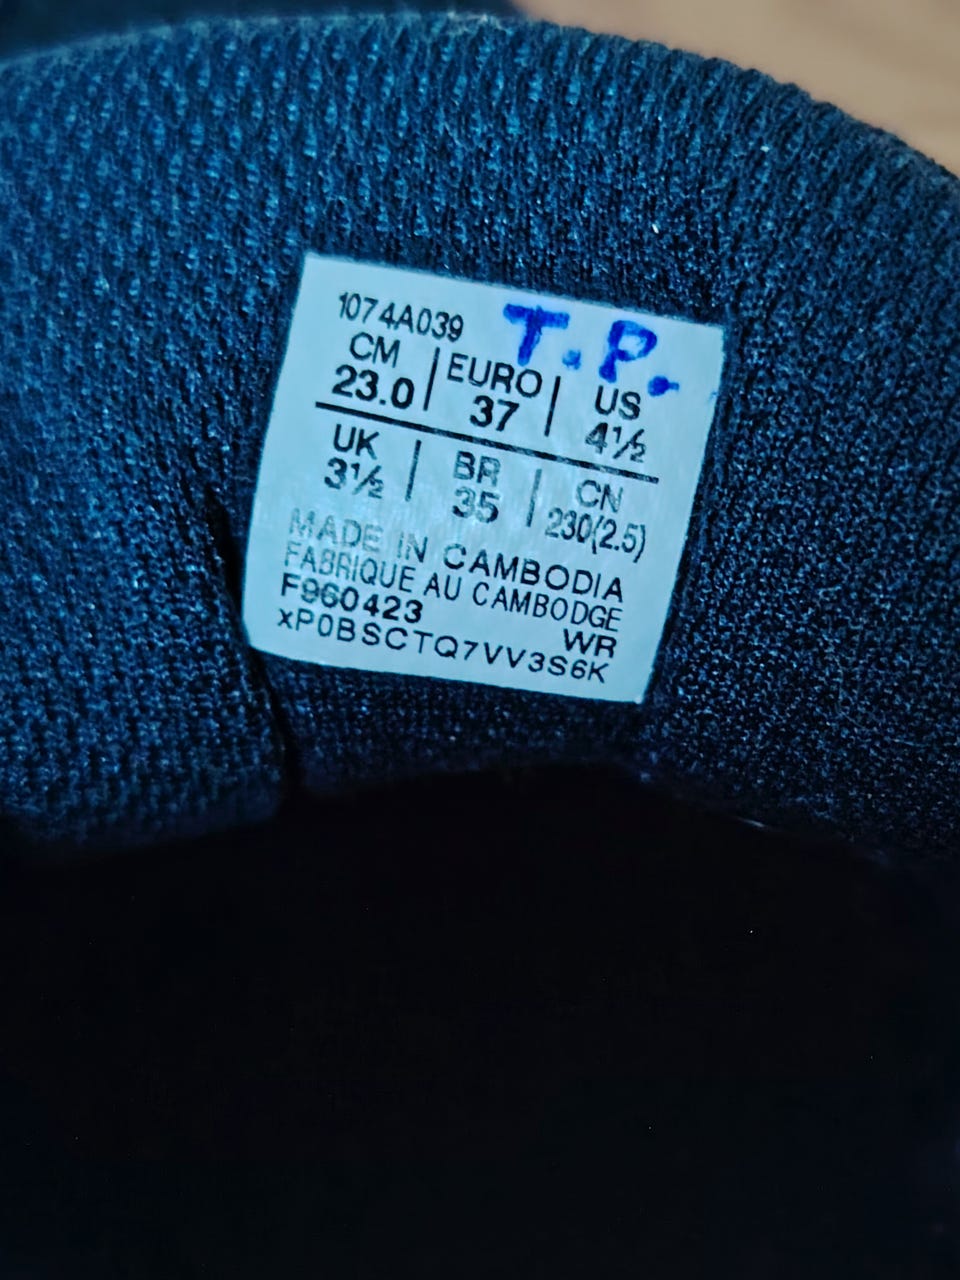 1074A039 T.P.
CM EURO US
23.0 37 4½
UK BR CN
3½ 35 230(2.5)
MADE IN CAMBODIA
FABRIQUE AU CAMBODGE
F960423 WR
xP0BSCTQ7VV3S6K